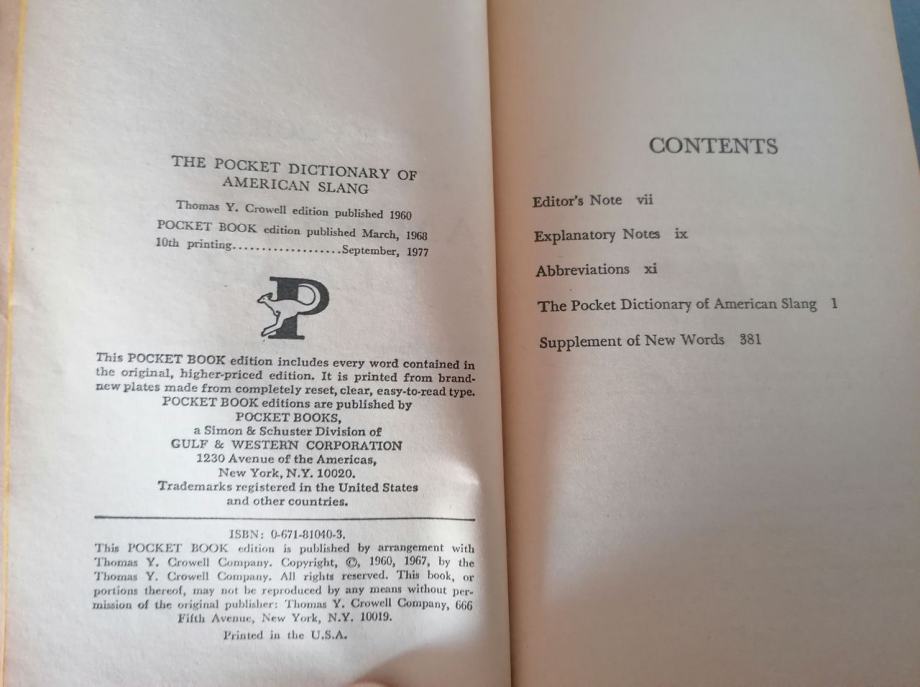 THE POCKET DICTIONARY OF
AMERICAN SLANG
Thomas Y. Crowell edition published 1960
POCKET BOOK edition published March, 1968
10th printing...................September, 1977
P
This POCKET BOOK edition includes every word contained in
the original, higher-priced edition. It is printed from brand-
new plates made from completely reset, clear, easy-to-read type.
POCKET BOOK editions are published by
POCKET BOOKS,
a Simon & Schuster Division of
GULF & WESTERN CORPORATION
1230 Avenue of the Americas,
New York, N.Y. 10020.
Trademarks registered in the United States
and other countries.
ISBN: 0-671-81040-3.
This POCKET BOOK edition is published by arrangement with
Thomas Y. Crowell Company. Copyright, ©, 1960, 1967, by the
Thomas Y. Crowell Company. All rights reserved. This book, or
portions thereof, may not be reproduced by any means without per-
mission of the original publisher: Thomas Y. Crowell Company, 666
Fifth Avenue, New York, N.Y. 10019.
Printed in the U.S.A.
CONTENTS
Editor's Note vii
Explanatory Notes ix
Abbreviations xi
The Pocket Dictionary of American Slang 1
Supplement of New Words 381